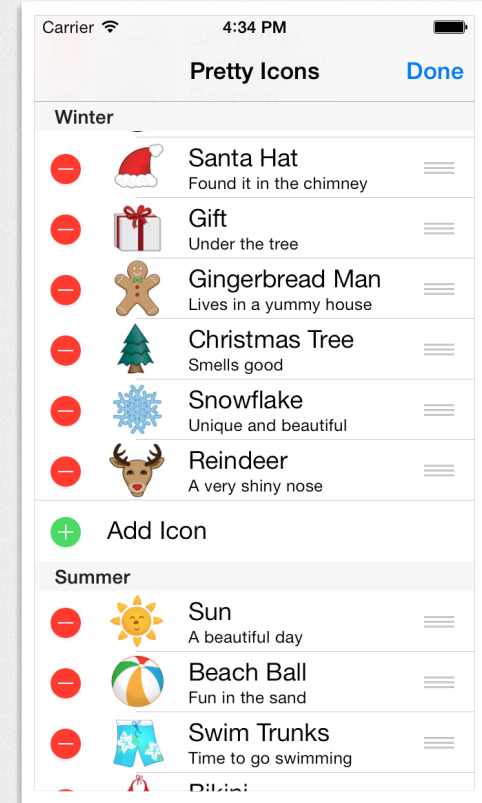 Carrier 4:34 PM
Pretty Icons Done
Winter
Santa Hat
Found it in the chimney
Gift
Under the tree
Gingerbread Man
Lives in a yummy house
Christmas Tree
Smells good
Snowflake
Unique and beautiful
Reindeer
A very shiny nose
Add Icon
Summer
Sun
A beautiful day
Beach Ball
Fun in the sand
Swim Trunks
Time to go swimming
Bikini